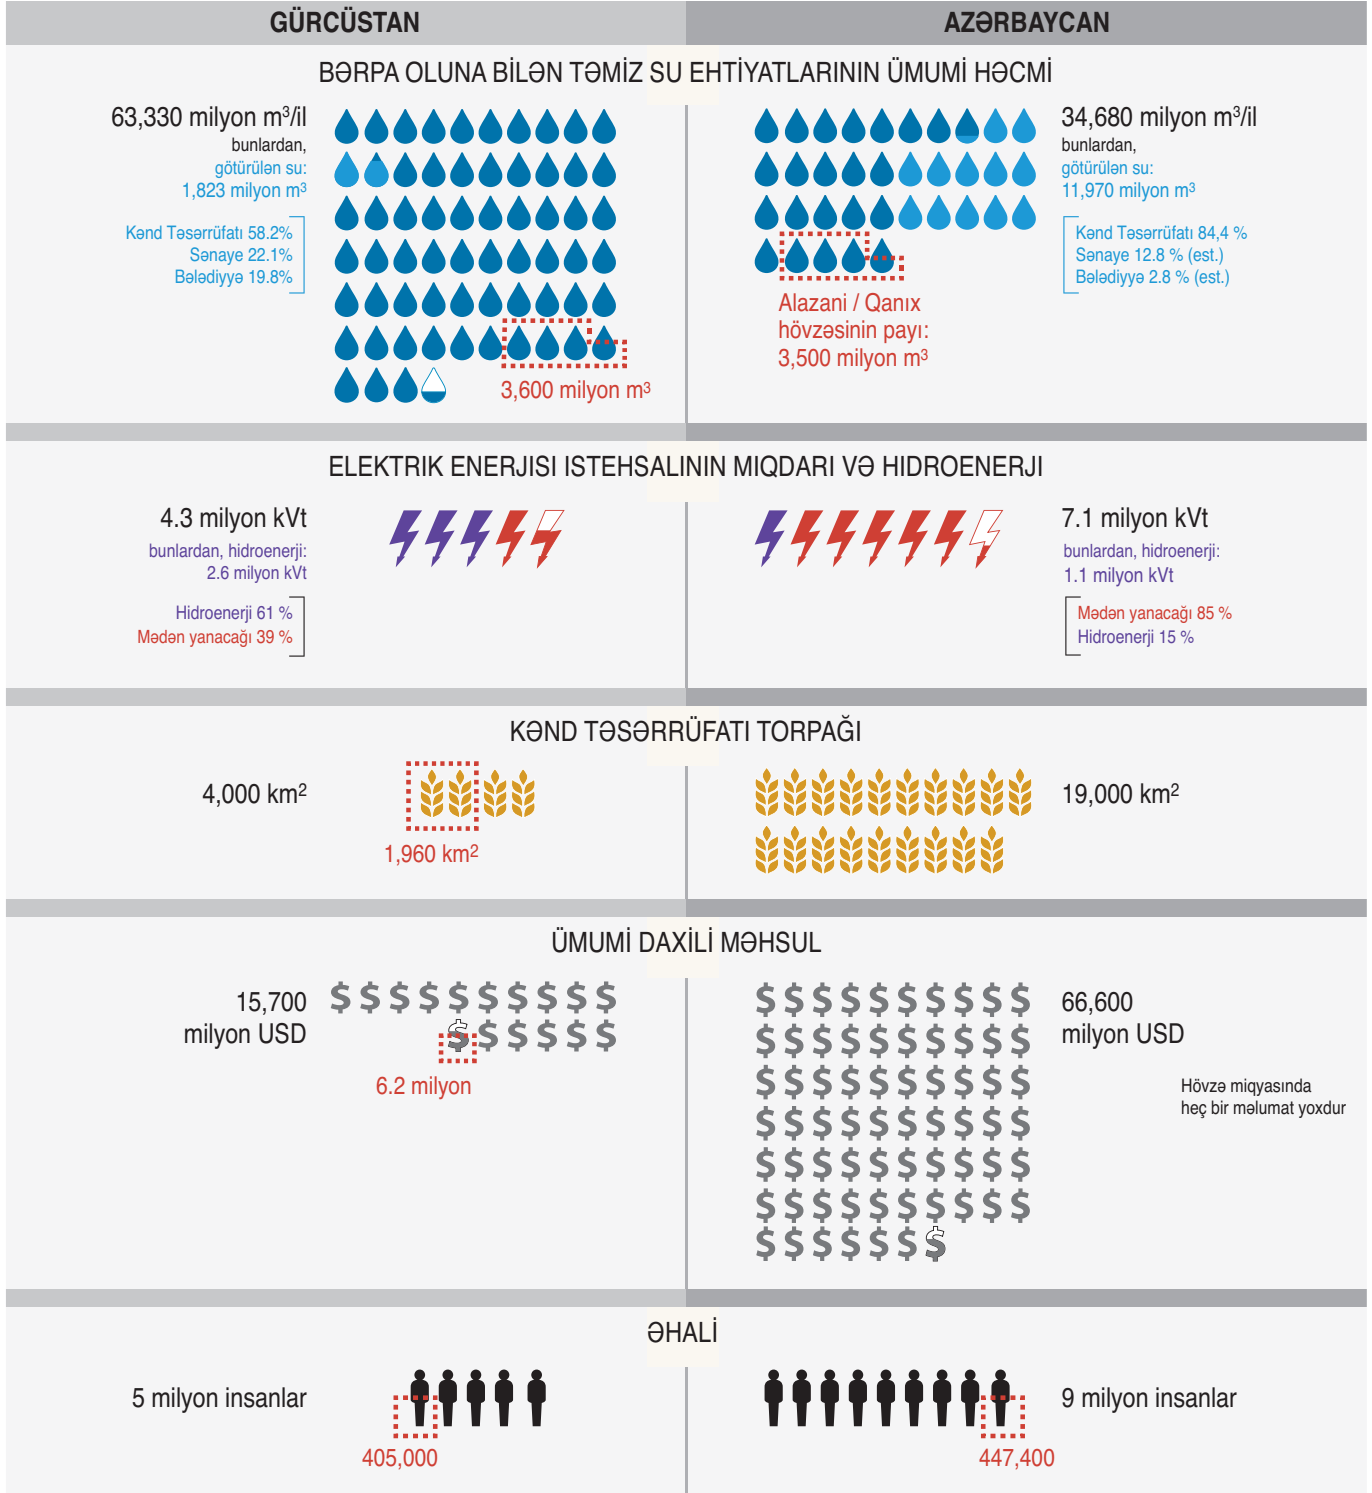 GÜRCÜSTAN
AZƏRBAYCAN
BƏRPA OLUNA BİLƏN TƏMİZ SU EHTİYATLARININ ÜMUMİ HƏCMİ
63,330 milyon m³/il
bunlardan,
götürülən su:
1,823 milyon m³
Kənd Təsərrüfatı 58.2%
Sənaye 22.1%
Bələdiyyə 19.8%
3,600 milyon m³
34,680 milyon m³/il
bunlardan,
götürülən su:
11,970 milyon m³
Kənd Təsərrüfatı 84,4 %
Sənaye 12.8 % (est.)
Bələdiyyə 2.8 % (est.)
Alazani / Qanıx
hövzəsinin payı:
3,500 milyon m³
ELEKTRIK ENERJISI ISTEHSALININ MIQDARI VƏ HIDROENERJI
4.3 milyon kVt
bunlardan, hidroenerji:
2.6 milyon kVt
Hidroenerji 61 %
Mədən yanacağı 39 %
7.1 milyon kVt
bunlardan, hidroenerji:
1.1 milyon kVt
Mədən yanacağı 85 %
Hidroenerji 15 %
KƏND TƏSƏRRÜFATI TORPAĞI
4,000 km²
1,960 km²
19,000 km²
ÜMUMİ DAXİLİ MƏHSUL
15,700
milyon USD
6.2 milyon
66,600
milyon USD
Hövzə miqyasında
heç bir məlumat yoxdur
ƏHALİ
5 milyon insanlar
405,000
9 milyon insanlar
447,400